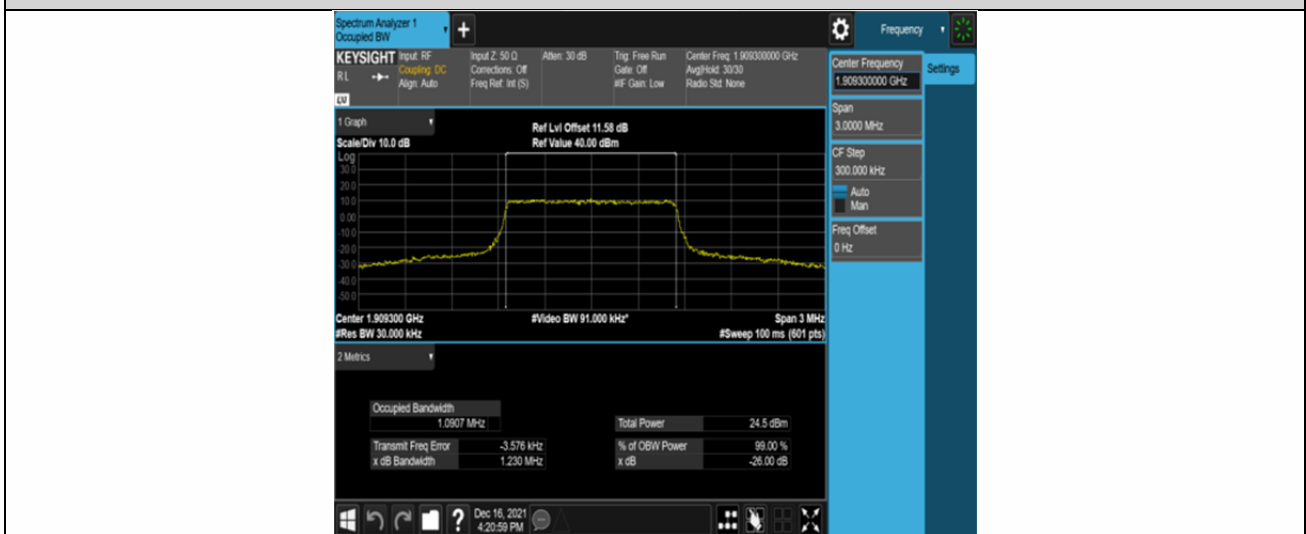 Spectrum Analyzer 1
Occupied BW
+
Frequency
KEYSIGHT
Input: RF
Coupling: DC
Align: Auto
Input Z: 50 Ω
Corrections: Off
Freq Ref: Int (S)
Atten: 30 dB
Trig: Free Run
Gate: Off
#IF Gain: Low
Center Freq: 1.909300000 GHz
Avg|Hold: 30/30
Radio Std: None
Center Frequency
1.909300000 GHz
Settings
Span
3.0000 MHz
CF Step
300.000 kHz
Auto
Man
Freq Offset
0 Hz
1 Graph
Scale/Div 10.0 dB
Ref Lvl Offset 11.58 dB
Ref Value 40.00 dBm
Log
30.0
20.0
10.0
0.00
-10.0
-20.0
-30.0
-40.0
-50.0
Center 1.909300 GHz
#Video BW 91.000 kHz*
Span 3 MHz
#Res BW 30.000 kHz
#Sweep 100 ms (601 pts)
2 Metrics
Occupied Bandwidth
1.0907 MHz
Total Power 24.5 dBm
Transmit Freq Error -3.576 kHz
% of OBW Power 99.00 %
x dB Bandwidth 1.230 MHz
x dB -26.00 dB
?
Dec 16, 2021
4:20:59 PM